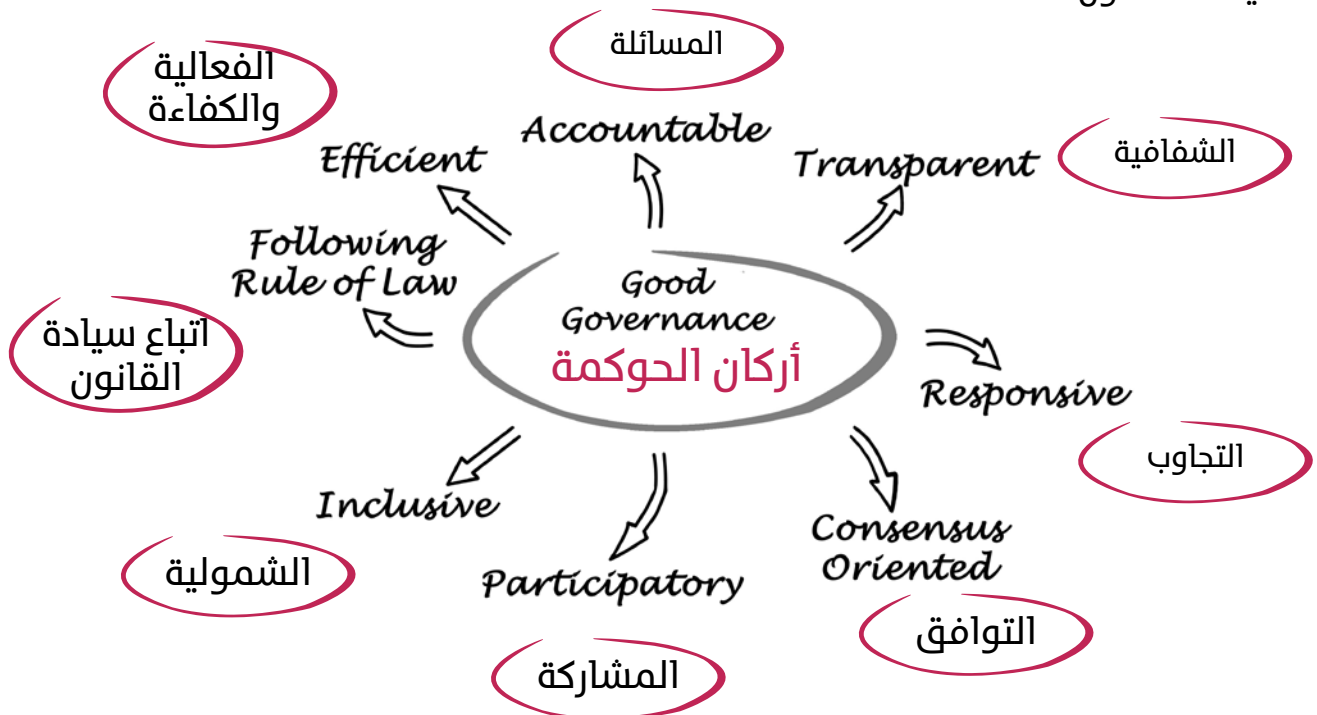 المسائلة
الفعالية
والكفاءة
Accountable
الشفافية
Efficient
Transparent
Following
Rule of Law
Good
Governance
أركان الحوكمة
اتباع سيادة
القانون
Responsive
التجاوب
Inclusive
Consensus
Oriented
الشمولية
Participatory
التوافق
المشاركة